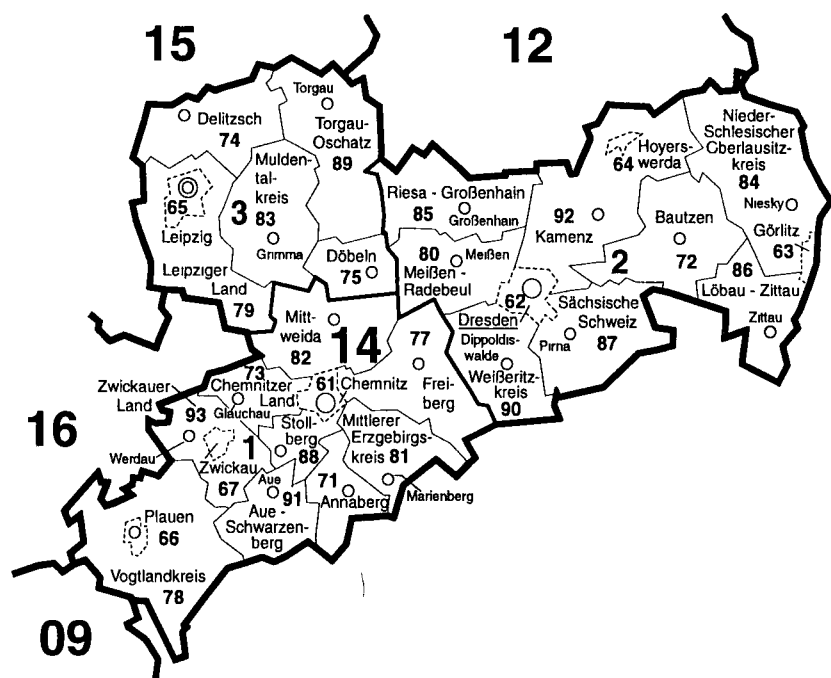 15
12
Torgau
Delitzsch
74
Torgau-
Oschatz
89
Nieder-
Schlesischer
Oberlausitz-
kreis
84
Hoyers-
werda
64
Mulden-
tal-
kreis
83
3
Grimma
65
Leipzig
Riesa - Großenhain
85
Großenhain
92
Kamenz
Niesky
Bautzen
72
Görlitz
63
Döbeln
75
80
Meißen
Meißen -
Radebeul
2
86
Löbau - Zittau
Zittau
Leipziger
Land
79
62
Dresden
Sächsische
Schweiz
87
Pirna
Mitt-
weida
82
14
77
Frei-
berg
Dippoldis-
walde
Weißeritz-
kreis
90
73
Chemnitzer
Land
Glauchau
61
Chemnitz
Zwickauer
Land
93
16
Werdau
1
Zwickau
67
Stoll-
berg
88
Mittlerer
Erzgebirgs-
kreis 81
Marienberg
Aue
91
Aue -
Schwarzen-
berg
71
Annaberg
Plauen
66
Vogtlandkreis
78
09